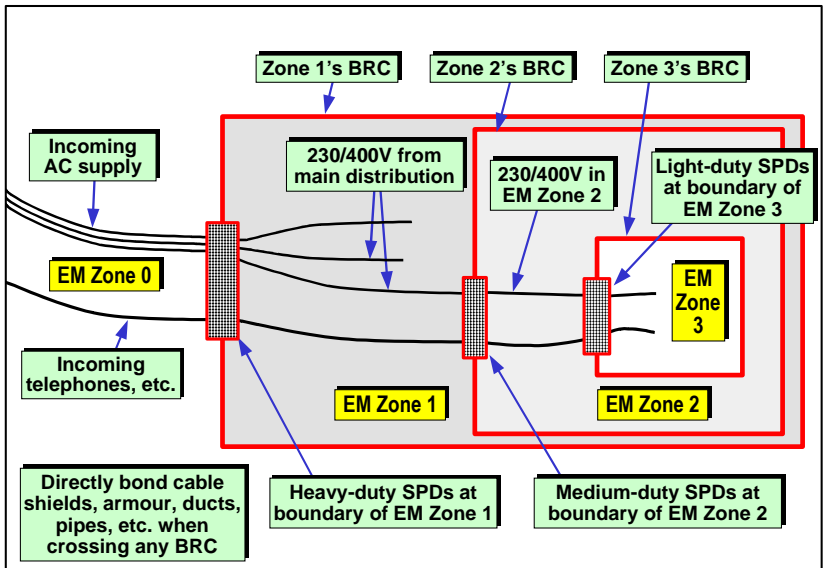 Zone 1's BRC
Zone 2's BRC
Zone 3's BRC
Incoming
AC supply
230/400V from
main distribution
230/400V in
EM Zone 2
Light-duty SPDs
at boundary of
EM Zone 3
EM Zone 0
EM
Zone
3
Incoming
telephones, etc.
EM Zone 1
EM Zone 2
Directly bond cable
shields, armour, ducts,
pipes, etc. when
crossing any BRC
Heavy-duty SPDs at
boundary of EM Zone 1
Medium-duty SPDs at
boundary of EM Zone 2